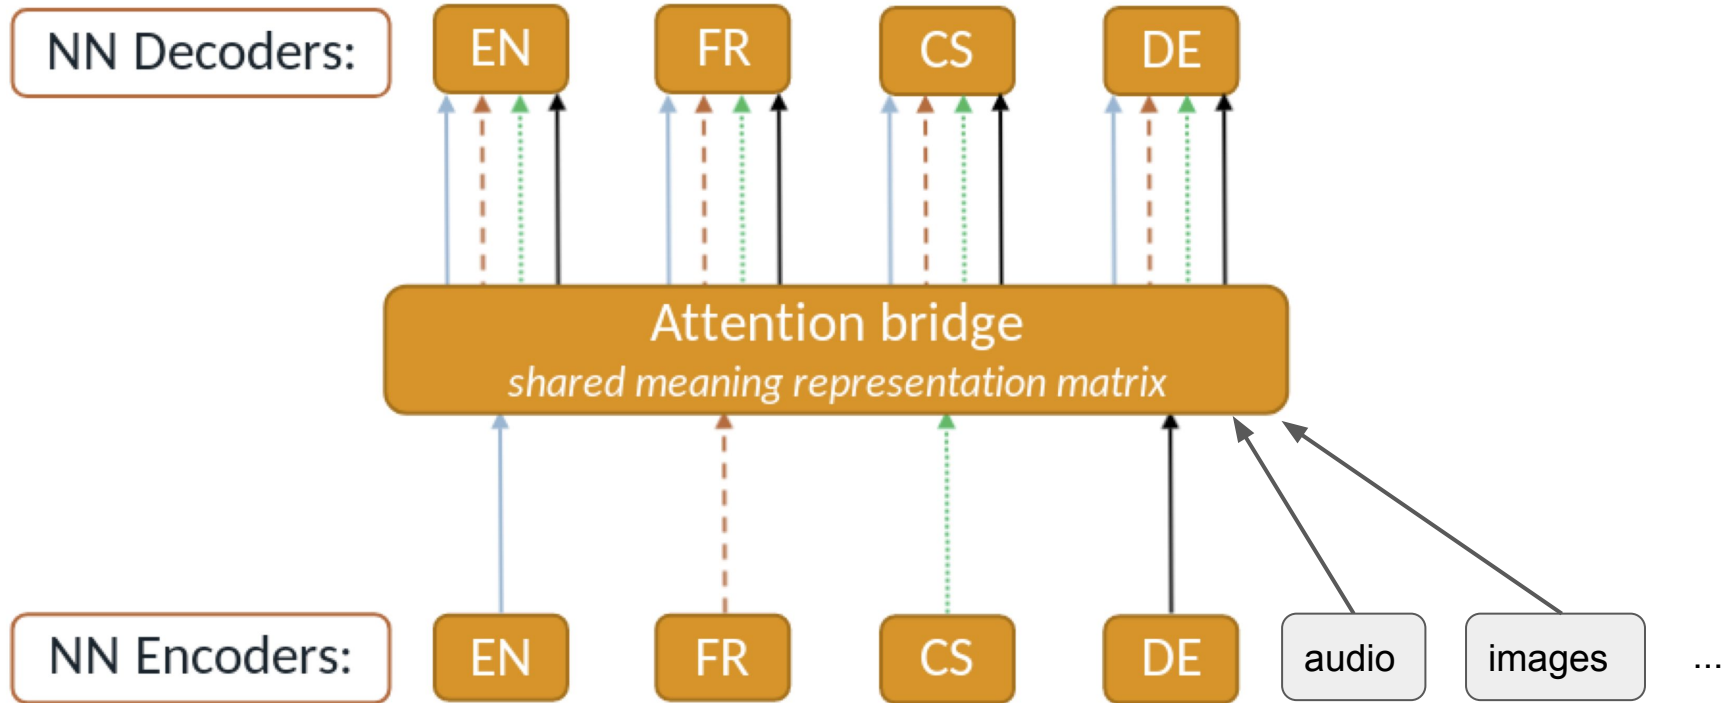 NN Decoders:
EN
FR
CS
DE
Attention bridge
shared meaning representation matrix
NN Encoders:
EN
FR
CS
DE
audio
images
...